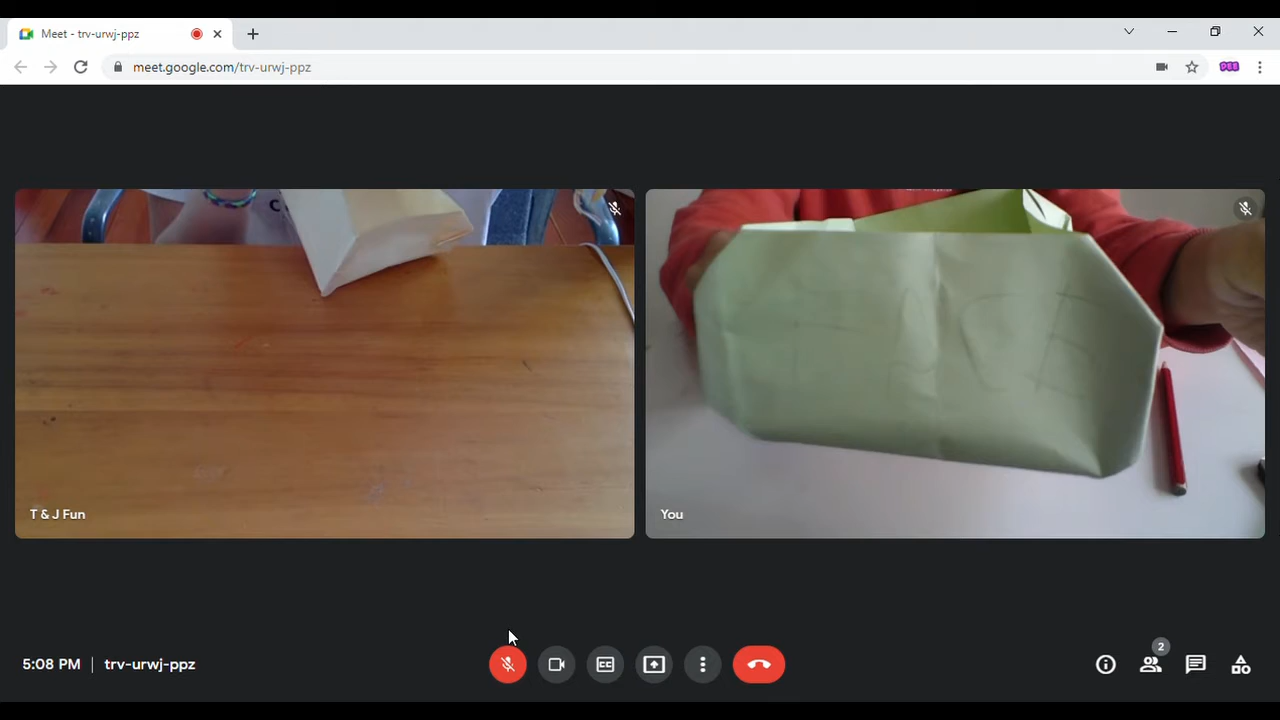 Meet - trv-urwj-ppz
meet.google.com/trv-urwj-ppz
T & J Fun
You
5:08 PM | trv-urwj-ppz
CC
2